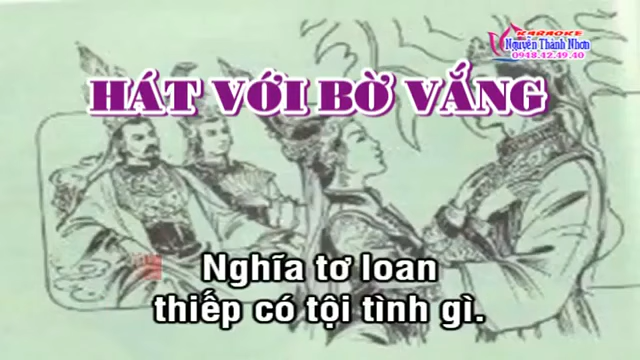 KARAOKE
Nguyễn Thành Nhơn
0948.42.49.40
HÁT VỚI BỜ VẮNG
Nghĩa tơ loan
thiếp có tội tình gì.